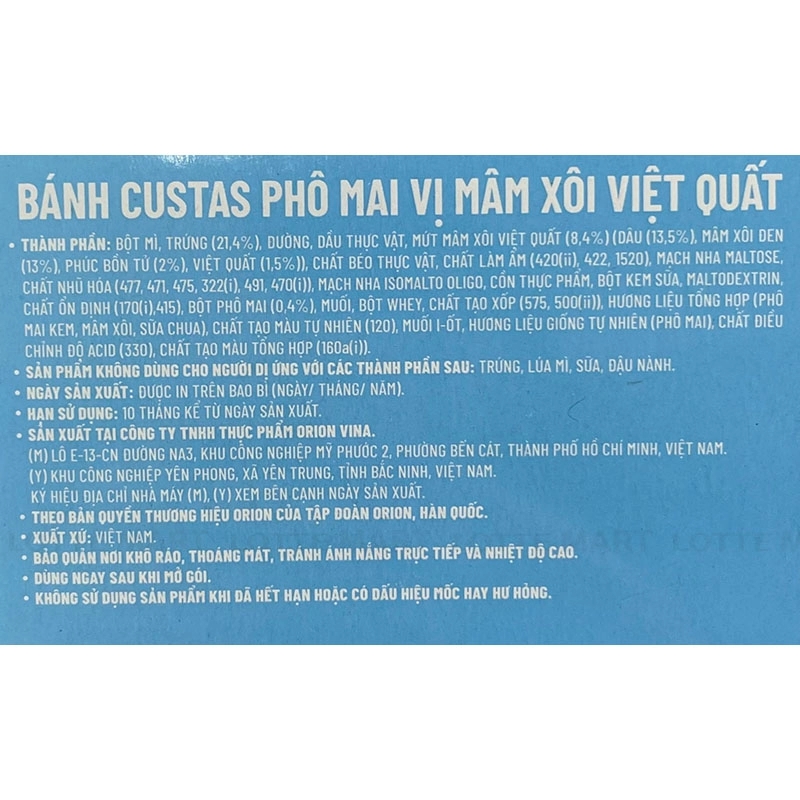 BÁNH CUSTAS PHÔ MAI VỊ MÂM XÔI VIỆT QUẤT
• THÀNH PHẦN: BỘT MÌ, TRỨNG (21,4%), ĐƯỜNG, DẦU THỰC VẬT, MỨT MÂM XÔI VIỆT QUẤT (8,4%) (DÂU (13,5%), MÂM XÔI ĐEN
(13%), PHÚC BỒN TỬ (2%), VIỆT QUẤT (1,5%)), CHẤT BÉO THỰC VẬT, CHẤT LÀM ẨM (420(ii), 422, 1520), MẠCH NHA MALTOSE,
CHẤT NHŨ HÓA (477, 471, 475, 322(i), 491, 470(i)), MẠCH NHA ISOMALTO OLIGO, CỒN THỰC PHẨM, BỘT KEM SỮA, MALTODEXTRIN,
CHẤT ỔN ĐỊNH (170(i),415), BỘT PHÔ MAI (0,4%), MUỐI, BỘT WHEY, CHẤT TẠO XỐP (575, 500(ii)), HƯƠNG LIỆU TỔNG HỢP (PHÔ
MAI KEM, MÂM XÔI, SỮA CHUA), CHẤT TẠO MÀU TỰ NHIÊN (120), MUỐI I-ỐT, HƯƠNG LIỆU GIỐNG TỰ NHIÊN (PHÔ MAI), CHẤT ĐIỀU
CHỈNH ĐỘ ACID (330), CHẤT TẠO MÀU TỔNG HỢP (160a(i)).
• SẢN PHẨM KHÔNG DÙNG CHO NGƯỜI DỊ ỨNG VỚI CÁC THÀNH PHẦN SAU: TRỨNG, LÚA MÌ, SỮA, ĐẬU NÀNH.
• NGÀY SẢN XUẤT: ĐƯỢC IN TRÊN BAO BÌ (NGÀY/ THÁNG/ NĂM).
• HẠN SỬ DỤNG: 10 THÁNG KỂ TỪ NGÀY SẢN XUẤT.
• SẢN XUẤT TẠI CÔNG TY TNHH THỰC PHẨM ORION VINA.
(M) LÔ E-13-CN ĐƯỜNG NA3, KHU CÔNG NGHIỆP MỸ PHƯỚC 2, PHƯỜNG BẾN CÁT, THÀNH PHỐ HỒ CHÍ MINH, VIỆT NAM.
(Y) KHU CÔNG NGHIỆP YÊN PHONG, XÃ YÊN TRUNG, TỈNH BẮC NINH, VIỆT NAM.
KÝ HIỆU ĐỊA CHỈ NHÀ MÁY (M), (Y) XEM BÊN CẠNH NGÀY SẢN XUẤT.
• THEO BẢN QUYỀN THƯƠNG HIỆU ORION CỦA TẬP ĐOÀN ORION, HÀN QUỐC.
• XUẤT XỨ: VIỆT NAM.
• BẢO QUẢN NƠI KHÔ RÁO, THOÁNG MÁT, TRÁNH ÁNH NẮNG TRỰC TIẾP VÀ NHIỆT ĐỘ CAO.
• DÙNG NGAY SAU KHI MỞ GÓI.
• KHÔNG SỬ DỤNG SẢN PHẨM KHI ĐÃ HẾT HẠN HOẶC CÓ DẤU HIỆU MỐC HAY HƯ HỎNG.